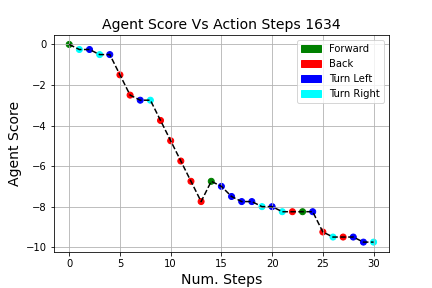 Agent Score Vs Action Steps 1634
Forward
Back
Turn Left
Turn Right
Agent Score
0
−2
−4
−6
−8
−10
0 5 10 15 20 25 30
Num. Steps